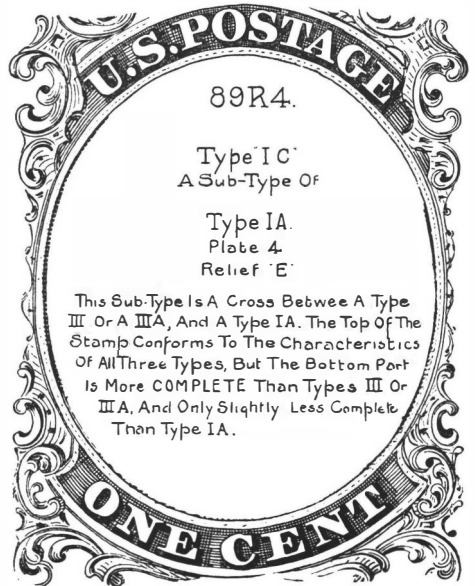 U.S.POSTAGE
89R4.
Type "I C"
A Sub-Type Of
Type IA.
Plate 4
Relief "E"
This Sub-Type Is A Cross Betwee A Type
III Or A IIIA, And A Type IA. The Top Of The
Stamp Conforms To The Characteristics
Of All Three Types, But The Bottom Part
Is More COMPLETE Than Types III Or
III A, And Only Slightly Less Complete
Than Type IA.
ONE CENT